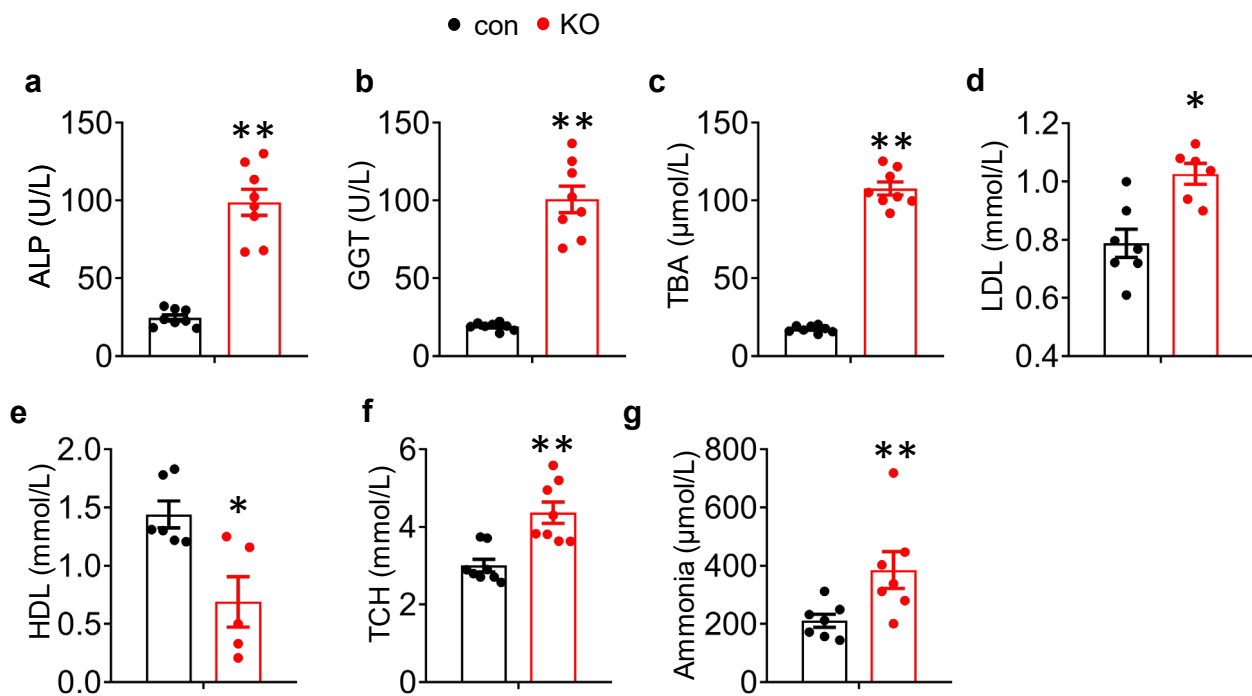 con KO
a
ALP (U/L)
150
100
50
0
**
b
GGT (U/L)
150
100
50
0
**
c
TBA (μmol/L)
150
100
50
0
**
d
LDL (mmol/L)
1.2
1.0
0.8
0.6
0.4
*
e
HDL (mmol/L)
2.0
1.5
1.0
0.5
0.0
*
f
TCH (mmol/L)
6
4
2
0
**
g
Ammonia (μmol/L)
800
600
400
200
0
**